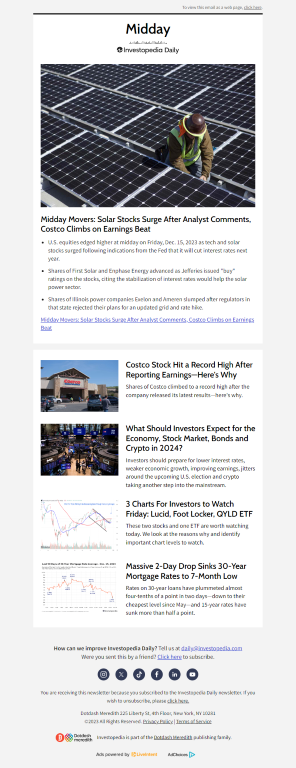 To view this email as a web page, click here.
Midday
Investopedia Daily
Midday Movers: Solar Stocks Surge After Analyst Comments,
Costco Climbs on Earnings Beat
• U.S. equities edged higher at midday on Friday, Dec. 15, 2023 as tech and solar
stocks surged following indications from the Fed that it will cut interest rates next
year.
• Shares of First Solar and Enphase Energy advanced as Jefferies issued "buy"
ratings on the stocks, citing the stabilization of interest rates would help the solar
power sector.
• Shares of Illinois power companies Exelon and Ameren slumped after regulators in
that state rejected their plans for an updated grid and rate hike.
Midday Movers: Solar Stocks Surge After Analyst Comments, Costco Climbs on Earnings
Beat
Costco Stock Hit a Record High After
Reporting Earnings—Here's Why
Shares of Costco climbed to a record high after the
company released its latest results—here's why.
What Should Investors Expect for the
Economy, Stock Market, Bonds and
Crypto in 2024?
Investors should prepare for lower interest rates,
weaker economic growth, improving earnings, jitters
around the upcoming U.S. election and crypto
taking another step into the mainstream.
3 Charts For Investors to Watch
Friday: Lucid, Foot Locker, QYLD ETF
These two stocks and one ETF are worth watching
today. We look at the reasons why and identify
important chart levels to watch.
Massive 2-Day Drop Sinks 30-Year
Mortgage Rates to 7-Month Low
Rates on 30-year loans have plummeted almost
four-tenths of a point in two days—down to their
cheapest level since May—and 15-year rates have
sunk more than half a point.
How can we improve Investopedia Daily? Tell us at daily@investopedia.com
Were you sent this by a friend? Click here to subscribe.
You are receiving this newsletter because you subscribed to the Investopedia Daily newsletter. If you
wish to unsubscribe, please click here.
Dotdash Meredith 225 Liberty St, 4th Floor, New York, NY 10281
©2023 All Rights Reserved. Privacy Policy | Terms of Service
Dotdash
meredith
Investopedia is part of the Dotdash Meredith publishing family.
Ads powered by LiveIntent
AdChoices